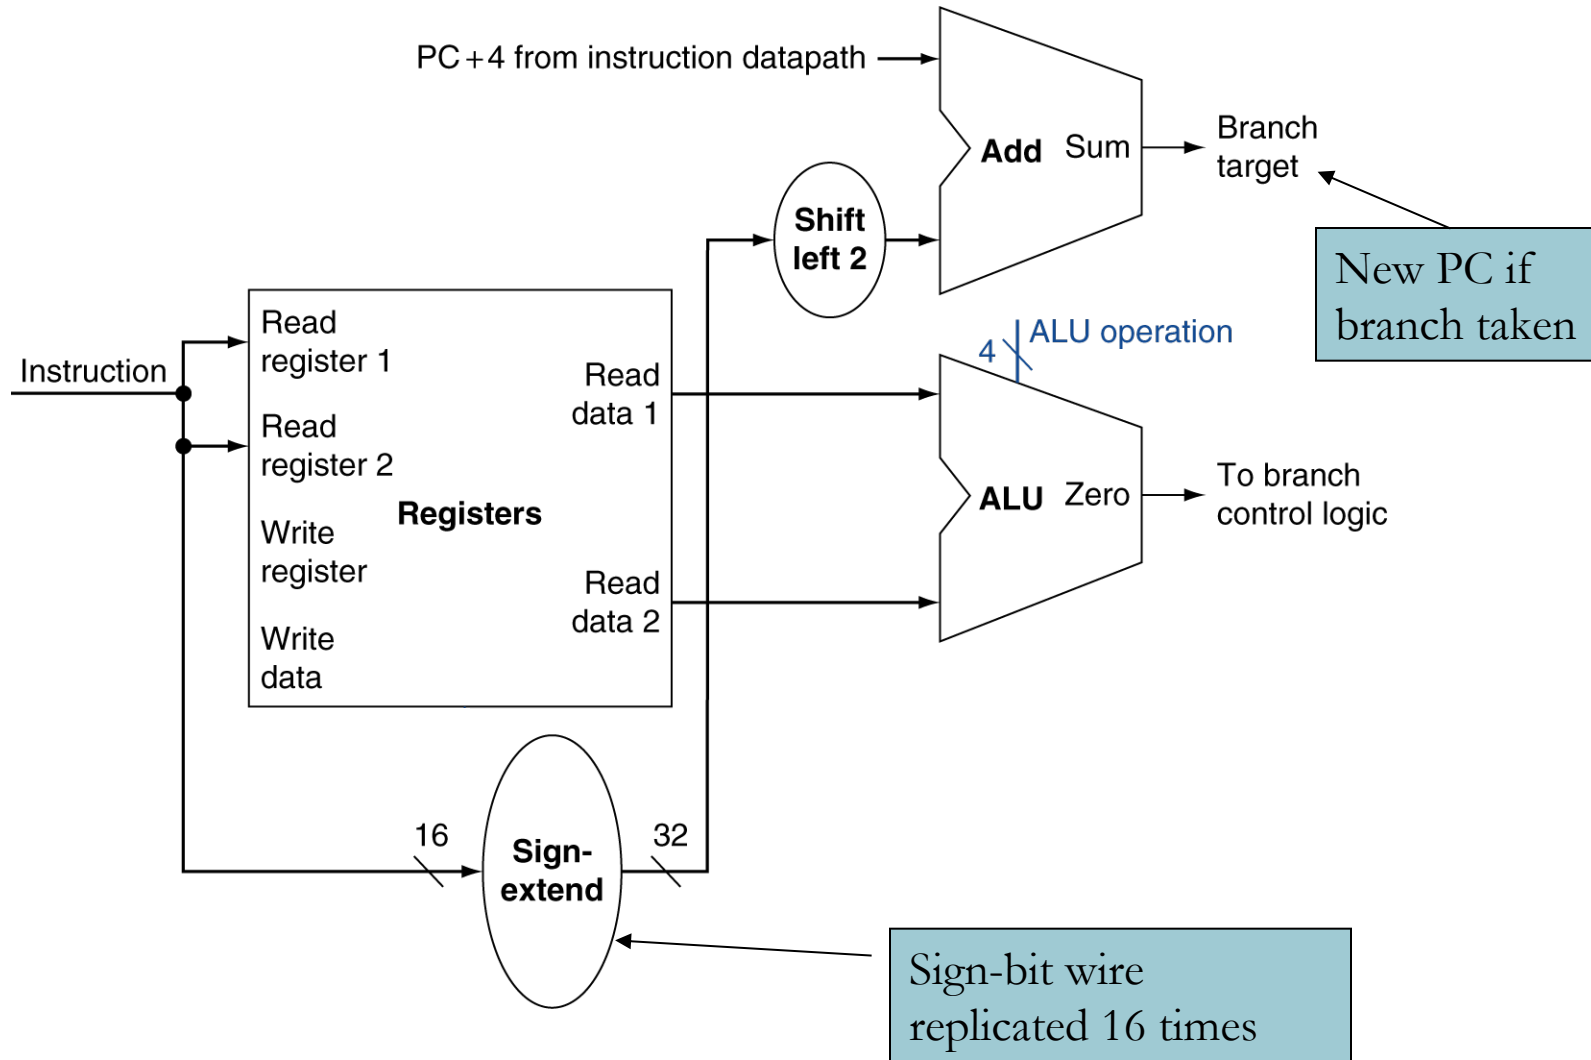 PC+4 from instruction datapath
Add Sum
Branch
target
Shift
left 2
New PC if
branch taken
4
ALU operation
Instruction
Read
register 1
Read
data 1
Read
register 2
Registers
Write
register
Read
data 2
Write
data
ALU Zero
To branch
control logic
16
Sign-
extend
32
Sign-bit wire
replicated 16 times